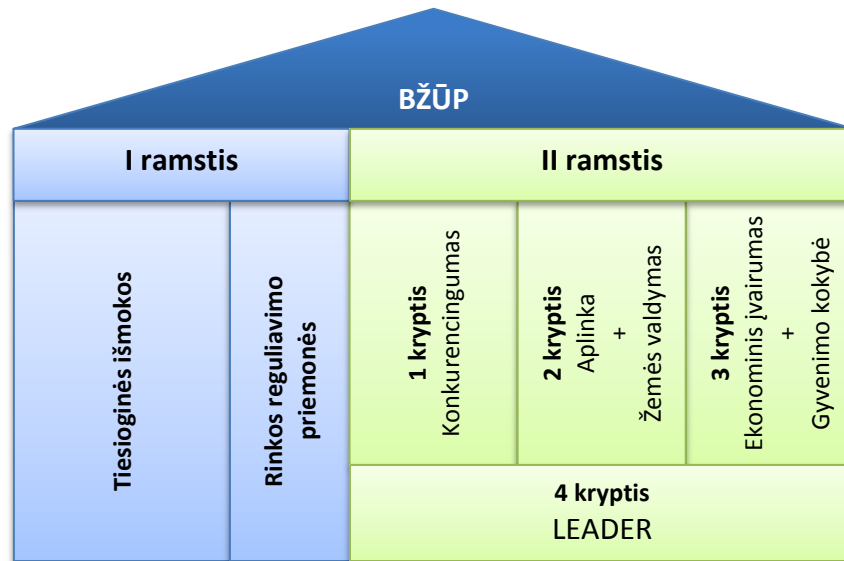 BŽŪP
I ramstis
II ramstis
Tiesioginės išmokos
Rinkos reguliavimo
priemonės
1 kryptis
Konkurencingumas
2 kryptis
Aplinka
+
Žemės valdymas
3 kryptis
Ekonominis įvairumas
+
Gyvenimo kokybė
4 kryptis
LEADER